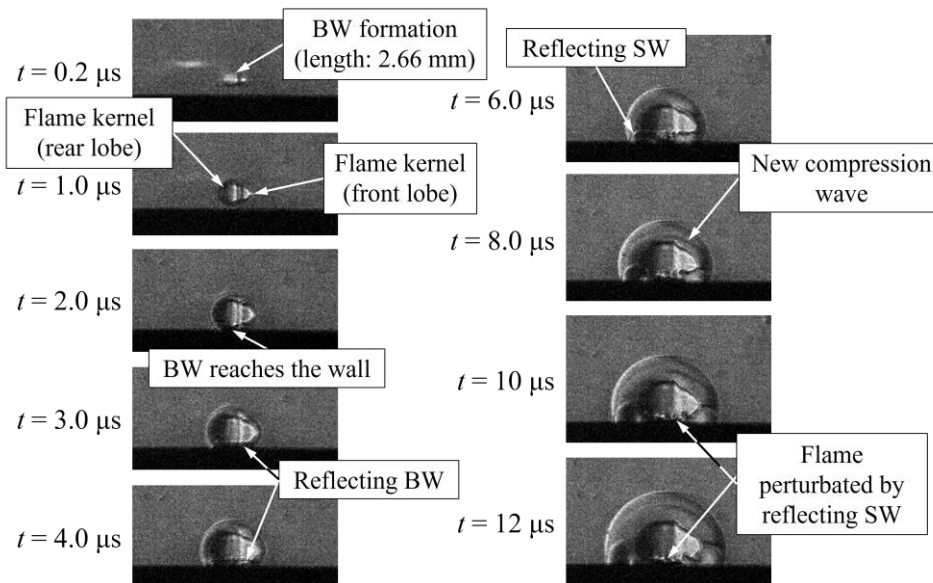 BW formation
(length: 2.66 mm)
t = 0.2 μs
Flame kernel
(rear lobe)
Flame kernel
(front lobe)
t = 1.0 μs
t = 2.0 μs
BW reaches the wall
t = 3.0 μs
Reflecting BW
t = 4.0 μs
Reflecting SW
t = 6.0 μs
New compression
wave
t = 8.0 μs
t = 10 μs
Flame
perturbated by
reflecting SW
t = 12 μs